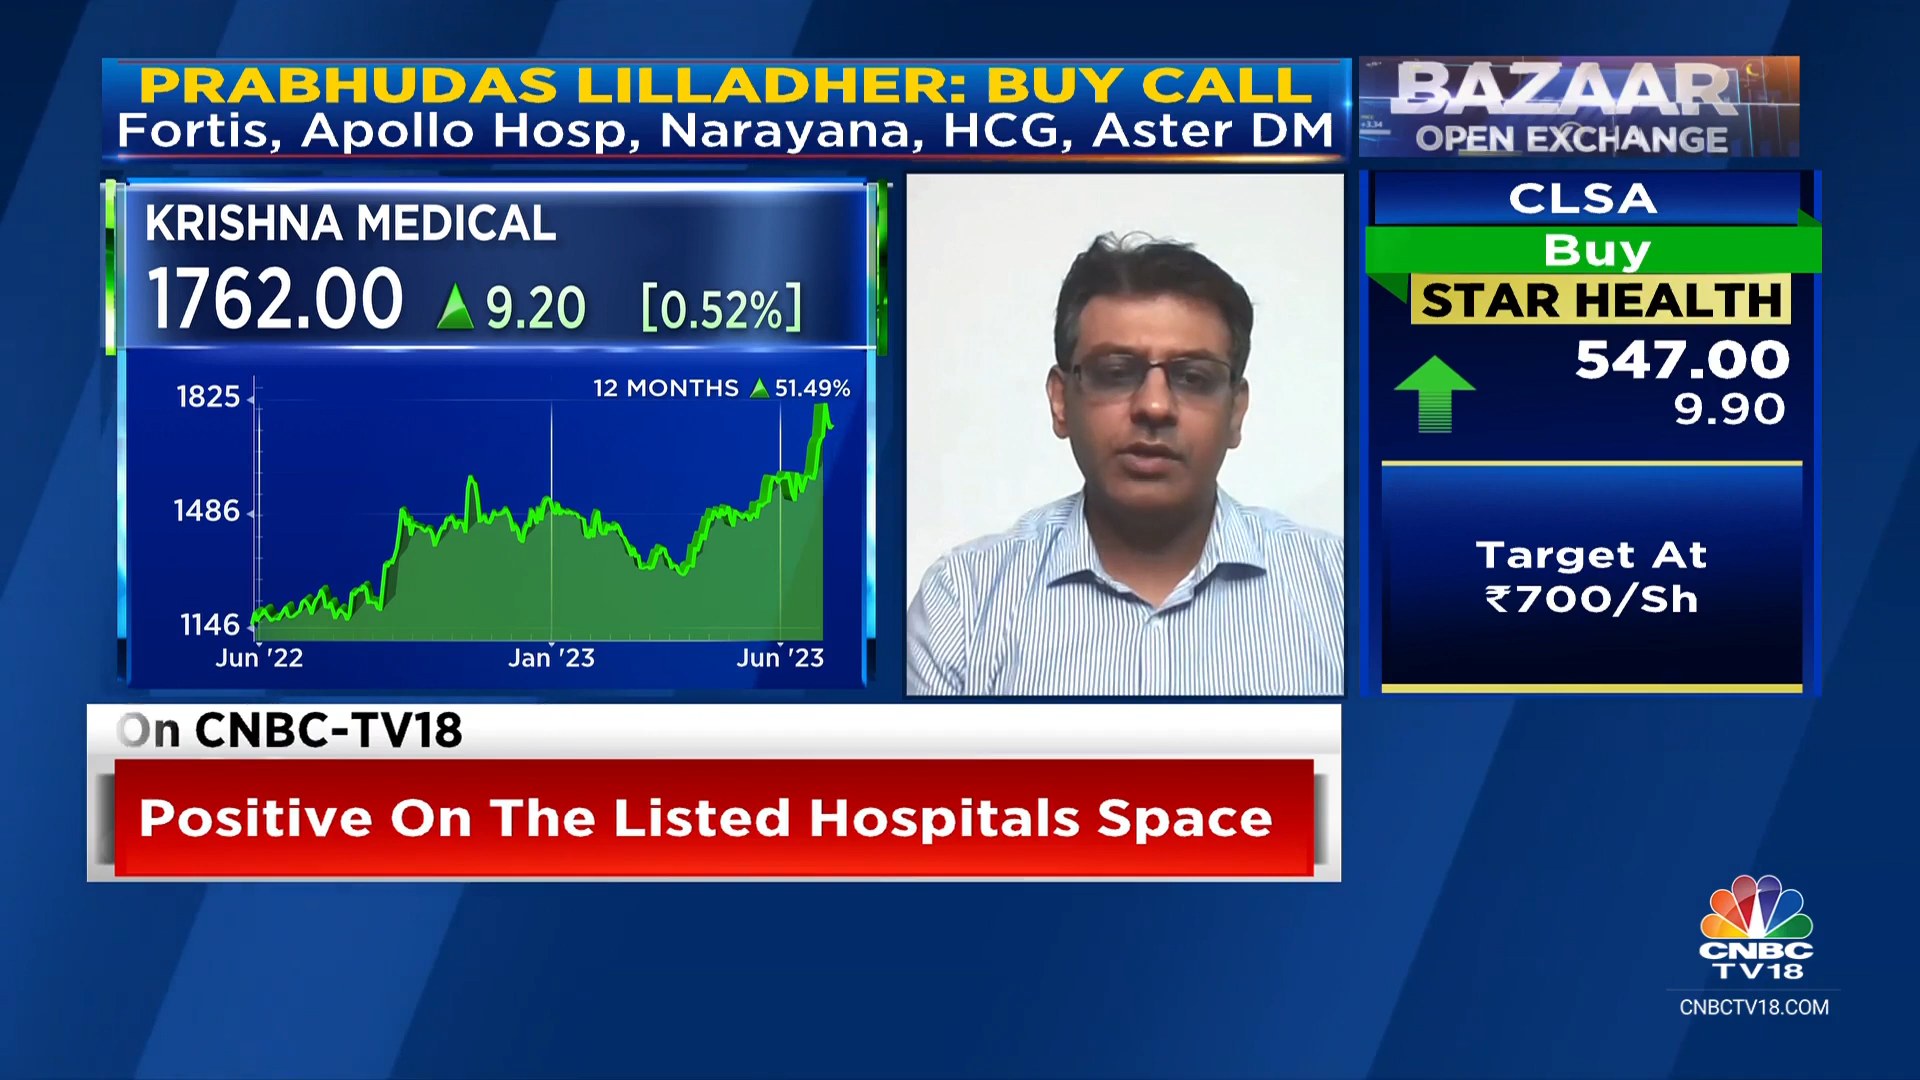 PRABHUDAS LILLADHER: BUY CALL
Fortis, Apollo Hosp, Narayana, HCG, Aster DM
BAZAAR
OPEN EXCHANGE
KRISHNA MEDICAL
1762.00 ▲ 9.20 [0.52%]
12 MONTHS ▲ 51.49%
1825
1486
1146
Jun '22 Jan '23 Jun '23
CLSA
Buy
STAR HEALTH
547.00
9.90
Target At
₹700/Sh
On CNBC-TV18
Positive On The Listed Hospitals Space
CNBC
TV18
CNBCTV18.COM